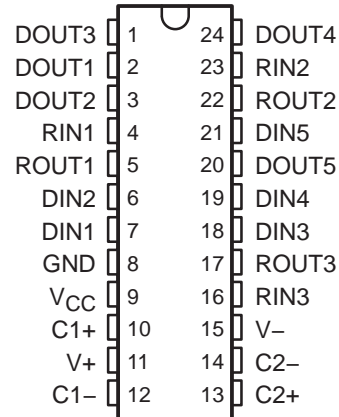 DOUT3 1 24 DOUT4
DOUT1 2 23 RIN2
DOUT2 3 22 ROUT2
RIN1 4 21 DIN5
ROUT1 5 20 DOUT5
DIN2 6 19 DIN4
DIN1 7 18 DIN3
GND 8 17 ROUT3
VCC 9 16 RIN3
C1+ 10 15 V−
V+ 11 14 C2−
C1− 12 13 C2+